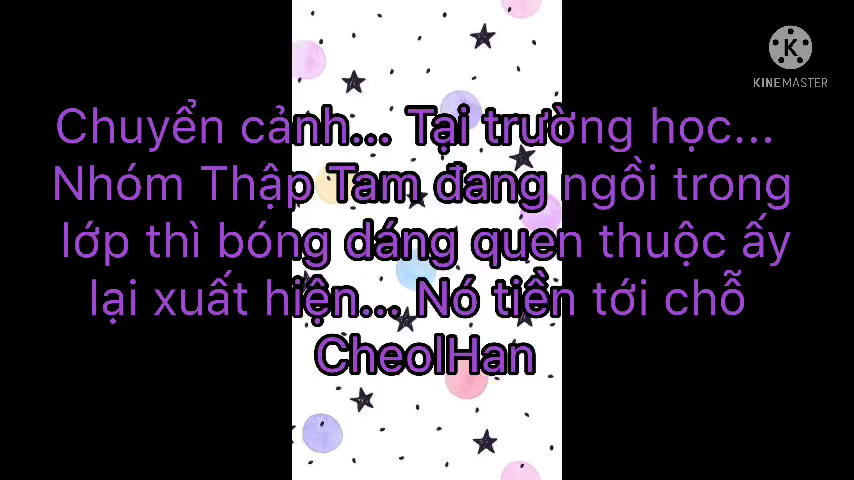 KINEMASTER
Chuyển cảnh... Tại trường học...
Nhóm Thập Tam đang ngồi trong
lớp thì bóng dáng quen thuộc ấy
lại xuất hiện... Nó tiền tới chỗ
CheolHan